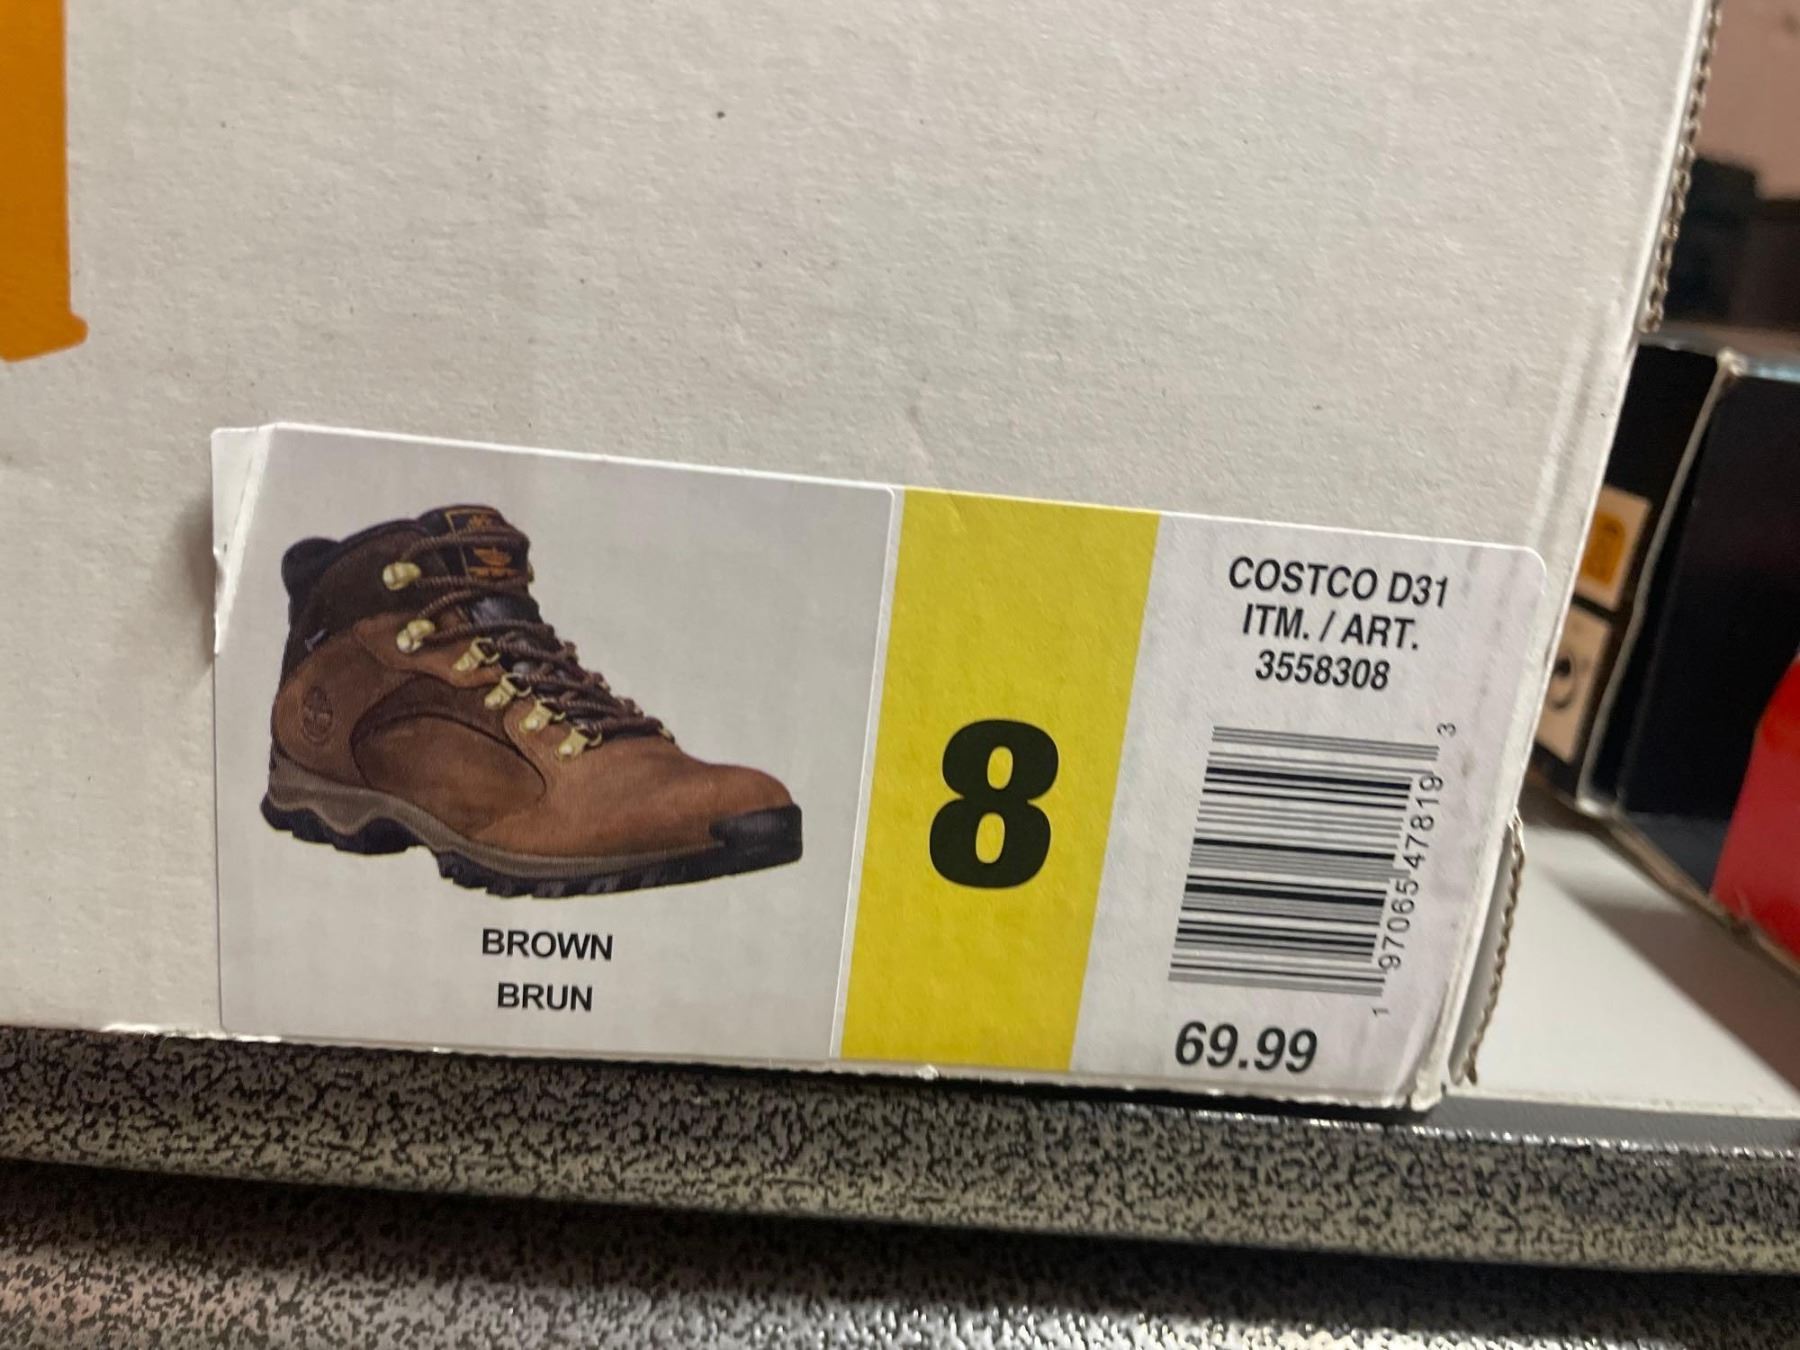 BROWN
BRUN
8
COSTCO D31
ITM. / ART.
3558308
1 97065 47819 3
69.99